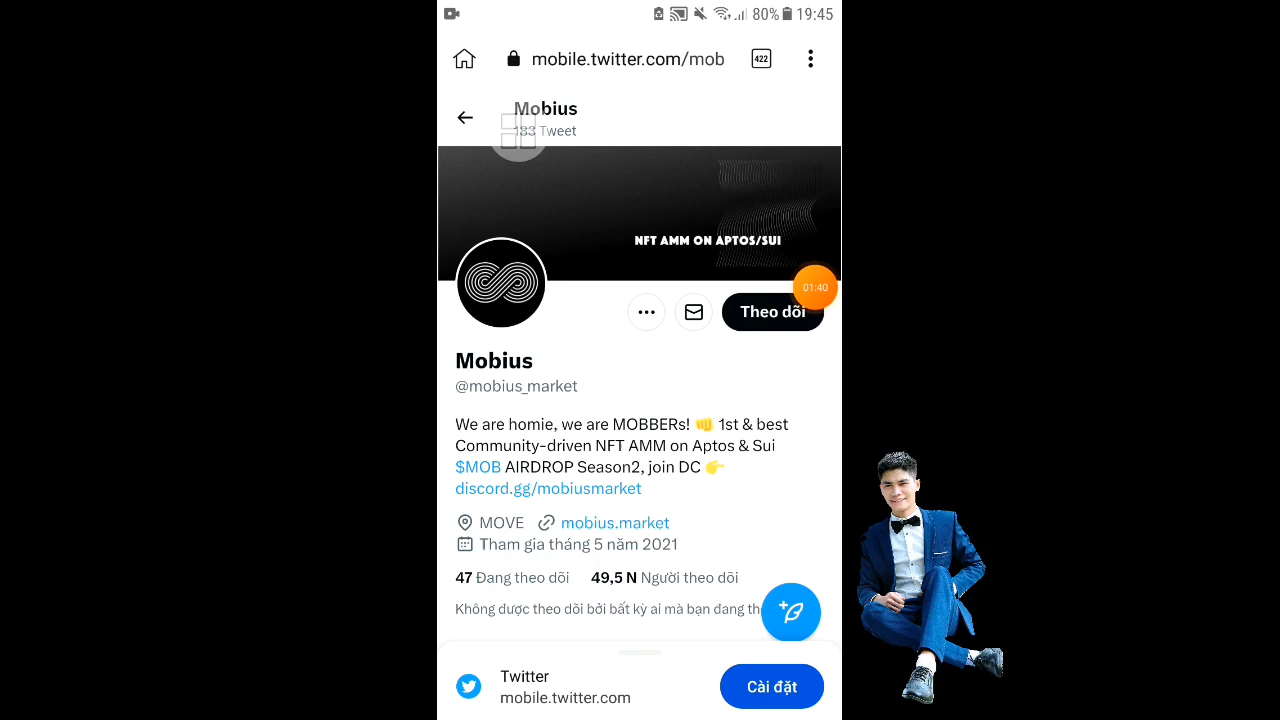 80% 19:45
mobile.twitter.com/mob 422
Mobius
183 Tweet
NFT AMM ON APTOS/SUI
01:40
Theo dõi
Mobius
@mobius_market
We are homie, we are MOBBERs! 👊 1st & best
Community-driven NFT AMM on Aptos & Sui
$MOB AIRDROP Season2, join DC 👉
discord.gg/mobiusmarket
MOVE mobius.market
Tham gia tháng 5 năm 2021
47 Đang theo dõi 49,5 N Người theo dõi
Không được theo dõi bởi bất kỳ ai mà bạn đang
Twitter
mobile.twitter.com
Cài đặt